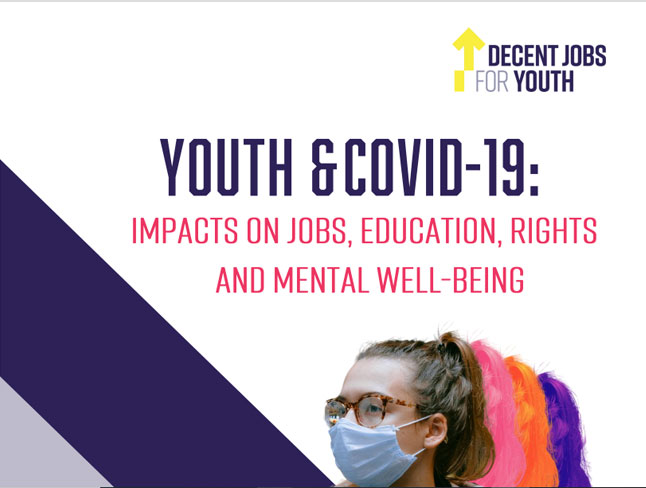 DECENT JOBS
FOR YOUTH
YOUTH & COVID-19:
IMPACTS ON JOBS, EDUCATION, RIGHTS
AND MENTAL WELL-BEING